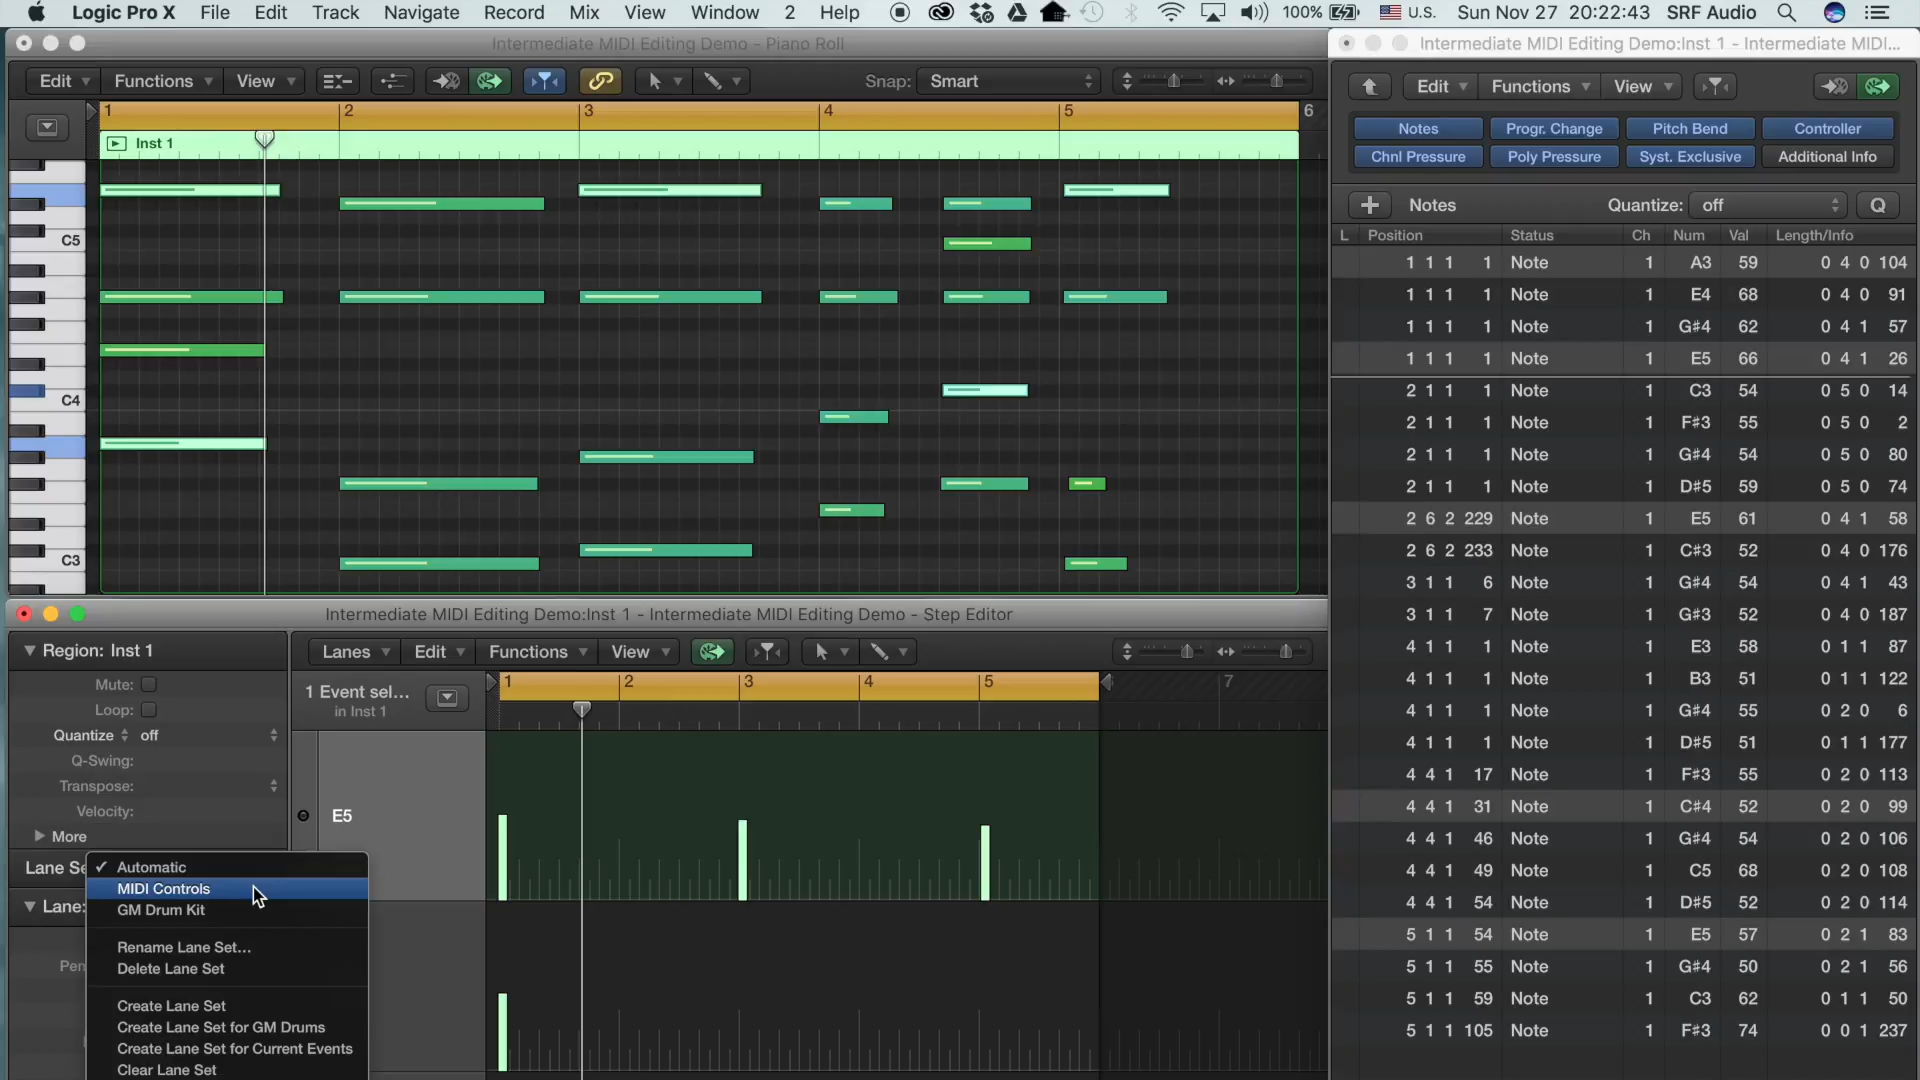 Logic Pro X File Edit Track Navigate Record Mix View Window 2 Help 100% U.S. Sun Nov 27 20:22:43 SRF Audio
Intermediate MIDI Editing Demo - Piano Roll
Edit Functions View Snap: Smart
1 2 3 4 5 6
Inst 1
C5
C4
C3
Intermediate MIDI Editing Demo:Inst 1 - Intermediate MIDI Editing Demo - Step Editor
Region: Inst 1
Mute:
Loop:
Quantize off
Q-Swing:
Transpose:
Velocity:
More
Lane Se
Lane:
Pen
Automatic
MIDI Controls
GM Drum Kit
Rename Lane Set...
Delete Lane Set
Create Lane Set
Create Lane Set for GM Drums
Create Lane Set for Current Events
Clear Lane Set
Lanes Edit Functions View
1 Event sel...
in Inst 1
1 2 3 4 5 7
E5
Intermediate MIDI Editing Demo:Inst 1 - Intermediate MIDI...
Edit Functions View
Notes Progr. Change Pitch Bend Controller
Chnl Pressure Poly Pressure Syst. Exclusive Additional Info
Notes Quantize: off Q
L Position Status Ch Num Val Length/Info
1 1 1 1 Note 1 A3 59 0 4 0 104
1 1 1 1 Note 1 E4 68 0 4 0 91
1 1 1 1 Note 1 G#4 62 0 4 1 57
1 1 1 1 Note 1 E5 66 0 4 1 26
2 1 1 1 Note 1 C3 54 0 5 0 14
2 1 1 1 Note 1 F#3 55 0 5 0 2
2 1 1 1 Note 1 G#4 54 0 5 0 80
2 1 1 1 Note 1 D#5 59 0 5 0 74
2 6 2 229 Note 1 E5 61 0 4 1 58
2 6 2 233 Note 1 C#3 52 0 4 0 176
3 1 1 6 Note 1 G#4 54 0 4 1 43
3 1 1 7 Note 1 G#3 52 0 4 0 187
4 1 1 1 Note 1 E3 58 0 1 1 87
4 1 1 1 Note 1 B3 51 0 1 1 122
4 1 1 1 Note 1 G#4 55 0 2 0 6
4 1 1 1 Note 1 D#5 51 0 1 1 177
4 4 1 17 Note 1 F#3 55 0 2 0 113
4 4 1 31 Note 1 C#4 52 0 2 0 99
4 4 1 46 Note 1 G#4 54 0 2 0 106
4 4 1 49 Note 1 C5 68 0 2 0 108
4 4 1 54 Note 1 D#5 52 0 2 0 114
5 1 1 54 Note 1 E5 57 0 2 1 83
5 1 1 55 Note 1 G#4 50 0 2 1 56
5 1 1 59 Note 1 C3 62 0 1 1 50
5 1 1 105 Note 1 F#3 74 0 0 1 237